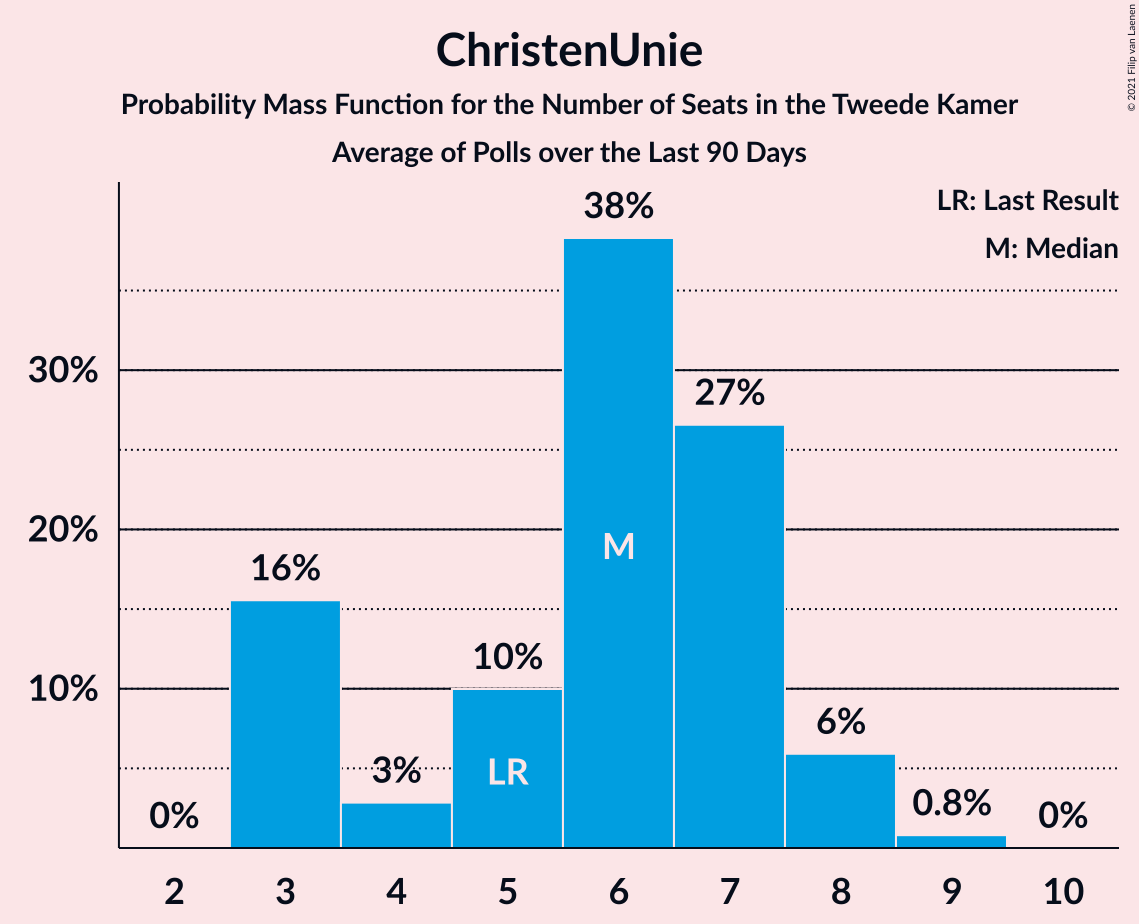 ChristenUnie
Probability Mass Function for the Number of Seats in the Tweede Kamer
Average of Polls over the Last 90 Days
© 2021 Filip van Laenen
LR: Last Result
M: Median
38%
30%
27%
20%
M
16%
10%
10%
6%
3%
LR
0%
0.8%
0%
2 3 4 5 6 7 8 9 10